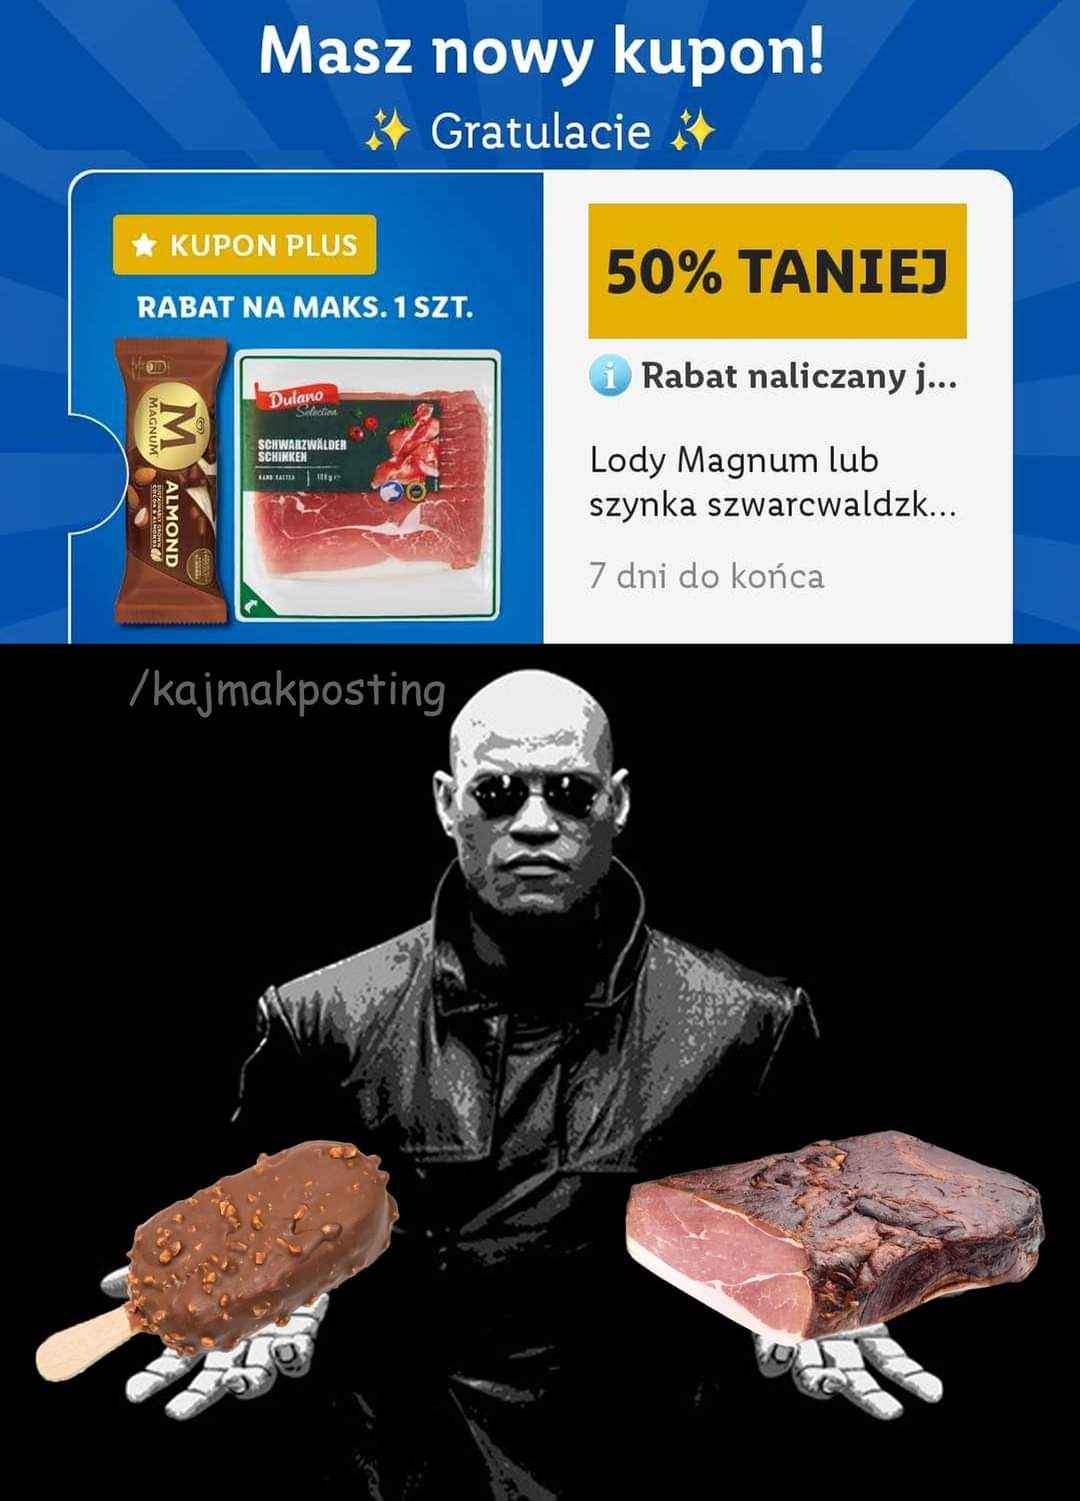 Masz nowy kupon!
✨ Gratulacje ✨
★ KUPON PLUS
RABAT NA MAKS. 1 SZT.
50% TANIEJ
Rabat naliczany j...
Lody Magnum lub
szynka szwarcwaldzk...
7 dni do końca
M
MAGNUM
ALMOND
Dulano
Selection
SCHWARZWÄLDER
SCHINKEN
/kajmakposting